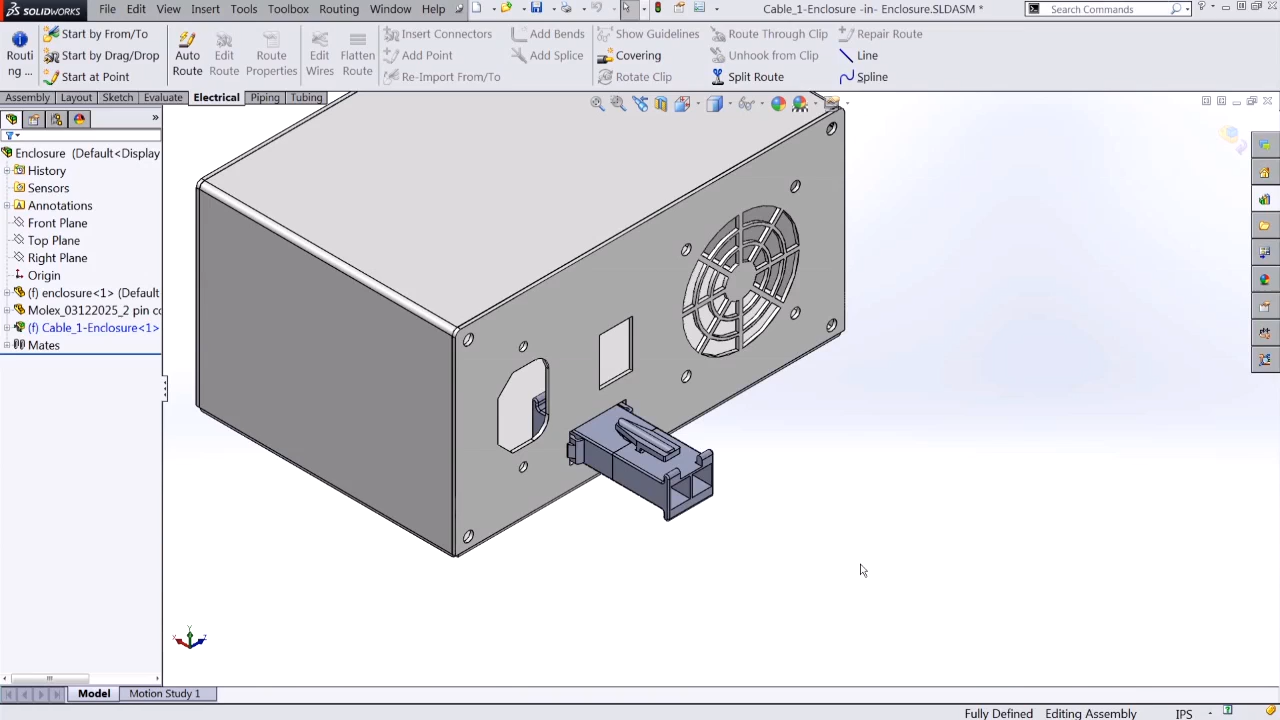 SOLIDWORKS File Edit View Insert Tools Toolbox Routing Window Help Cable_1-Enclosure -in- Enclosure.SLDASM * Search Commands
Start by From/To Insert Connectors Add Bends Show Guidelines Route Through Clip Repair Route
Routi
ng ... Start by Drag/Drop Auto
Route Edit
Route Route
Properties Edit
Wires Flatten
Route Add Point Add Splice Covering Unhook from Clip Line
Start at Point Re-Import From/To Rotate Clip Split Route Spline
Assembly Layout Sketch Evaluate Electrical Piping Tubing
Enclosure (Default<Display
History
Sensors
Annotations
Front Plane
Top Plane
Right Plane
Origin
(f) enclosure<1> (Default
Molex_03122025_2 pin co
(f) Cable_1-Enclosure<1>
Mates
Model Motion Study 1
Fully Defined Editing Assembly IPS